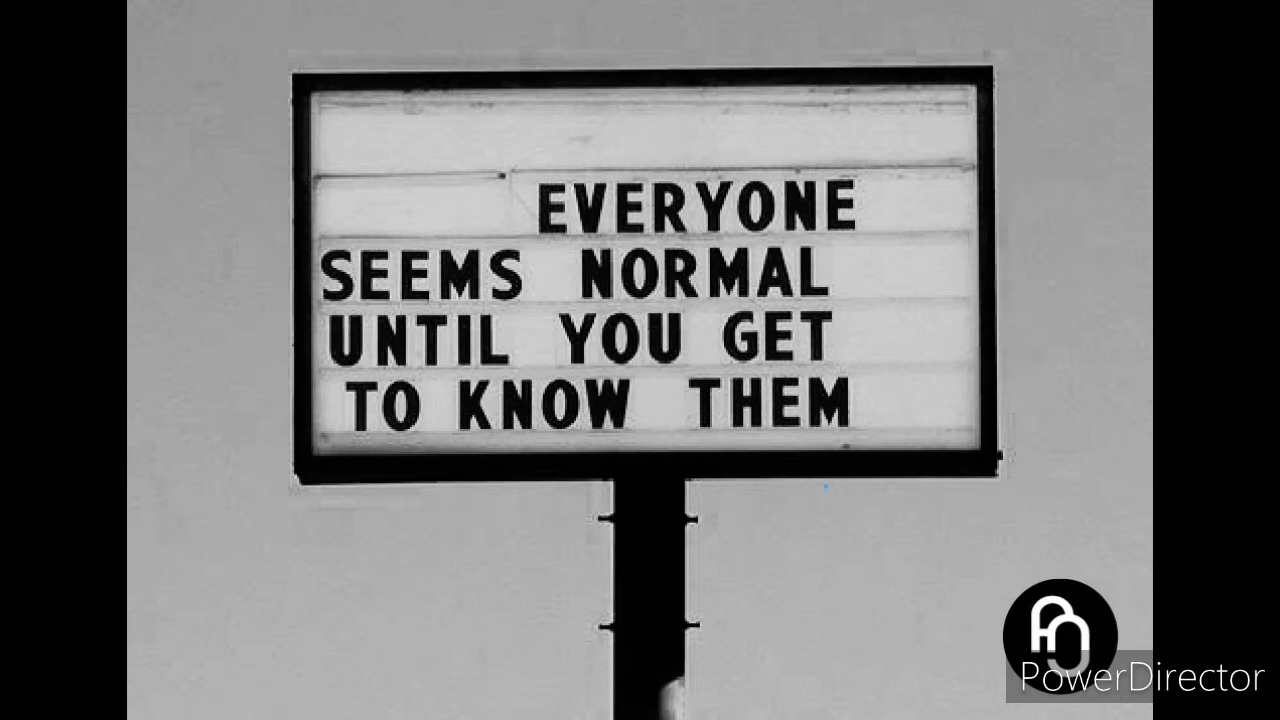 EVERYONE
SEEMS NORMAL
UNTIL YOU GET
TO KNOW THEM
PowerDirector